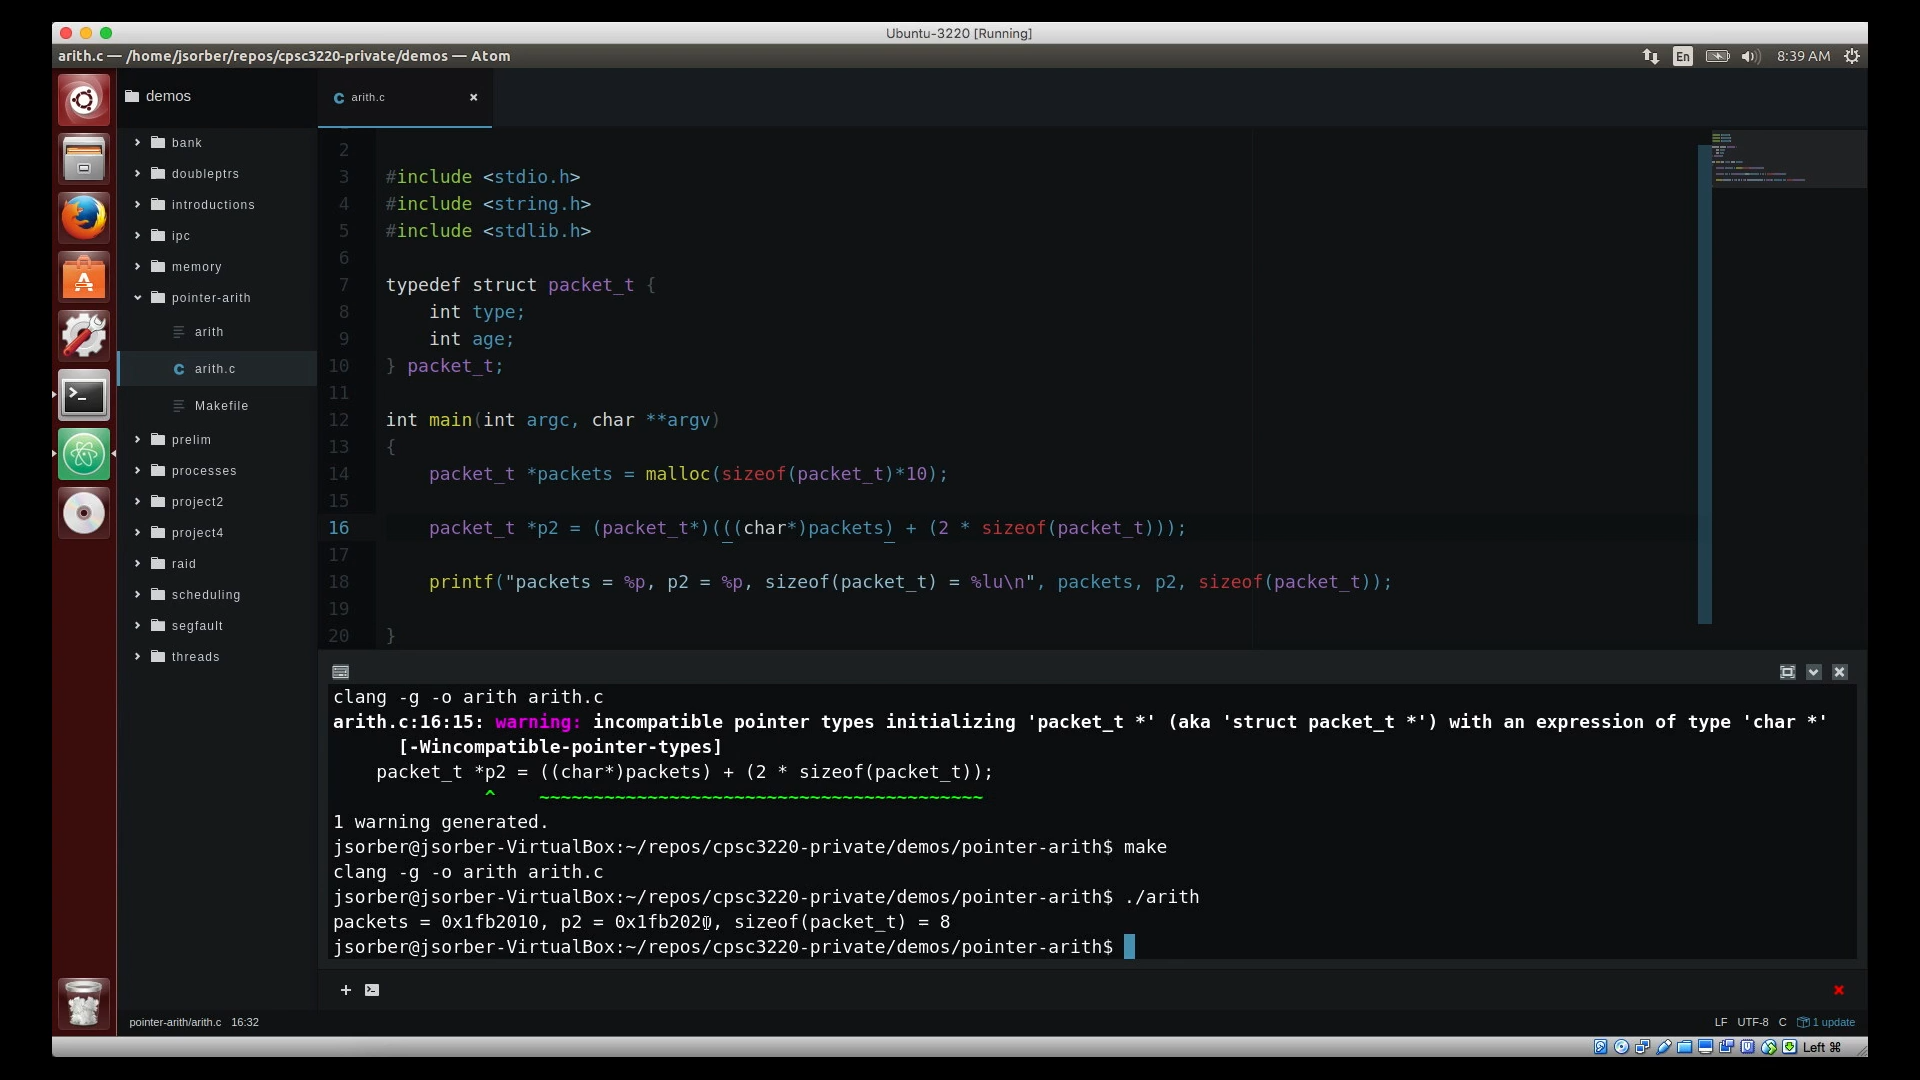 Ubuntu-3220 [Running]
arith.c — /home/jsorber/repos/cpsc3220-private/demos — Atom
En
8:39 AM
demos
arith.c
bank
doubleptrs
introductions
ipc
memory
pointer-arith
arith
arith.c
Makefile
prelim
processes
project2
project4
raid
scheduling
segfault
threads
2
3 #include <stdio.h>
4 #include <string.h>
5 #include <stdlib.h>
6
7 typedef struct packet_t {
8     int type;
9     int age;
10 } packet_t;
11
12 int main(int argc, char **argv)
13 {
14     packet_t *packets = malloc(sizeof(packet_t)*10);
15
16     packet_t *p2 = (packet_t*)(((char*)packets) + (2 * sizeof(packet_t)));
17
18     printf("packets = %p, p2 = %p, sizeof(packet_t) = %lu\n", packets, p2, sizeof(packet_t));
19
20 }
clang -g -o arith arith.c
arith.c:16:15: warning: incompatible pointer types initializing 'packet_t *' (aka 'struct packet_t *') with an expression of type 'char *'
      [-Wincompatible-pointer-types]
    packet_t *p2 = ((char*)packets) + (2 * sizeof(packet_t));
              ^    ~~~~~~~~~~~~~~~~~~~~~~~~~~~~~~~~~~~~~~~~~
1 warning generated.
jsorber@jsorber-VirtualBox:~/repos/cpsc3220-private/demos/pointer-arith$ make
clang -g -o arith arith.c
jsorber@jsorber-VirtualBox:~/repos/cpsc3220-private/demos/pointer-arith$ ./arith
packets = 0x1fb2010, p2 = 0x1fb2020, sizeof(packet_t) = 8
jsorber@jsorber-VirtualBox:~/repos/cpsc3220-private/demos/pointer-arith$
pointer-arith/arith.c 16:32
LF UTF-8 C 1 update
Left ⌘